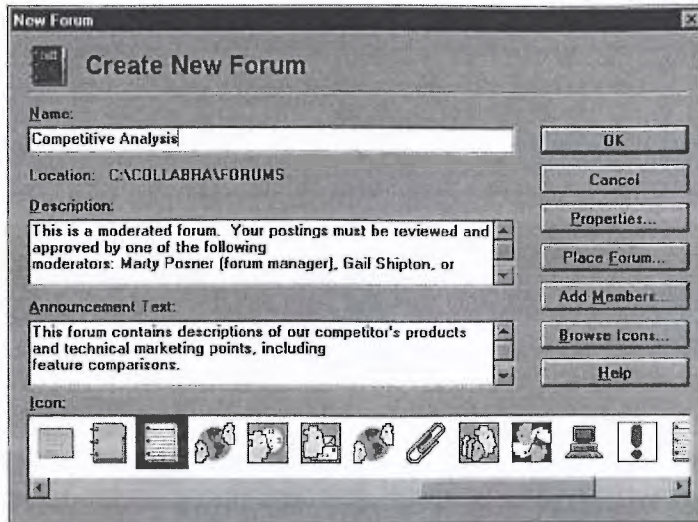 New Forum
Create New Forum
Name:
Competitive Analysis
OK
Location: C:\COLLABRA\FORUMS
Cancel
Description:
Properties...
This is a moderated forum. Your postings must be reviewed and
approved by one of the following
moderators: Marty Posner (forum manager), Gail Shipton, or
Place Forum...
Add Members...
Announcement Text:
This forum contains descriptions of our competitor's products
and technical marketing points, including
feature comparisons.
Browse Icons...
Help
Icon: